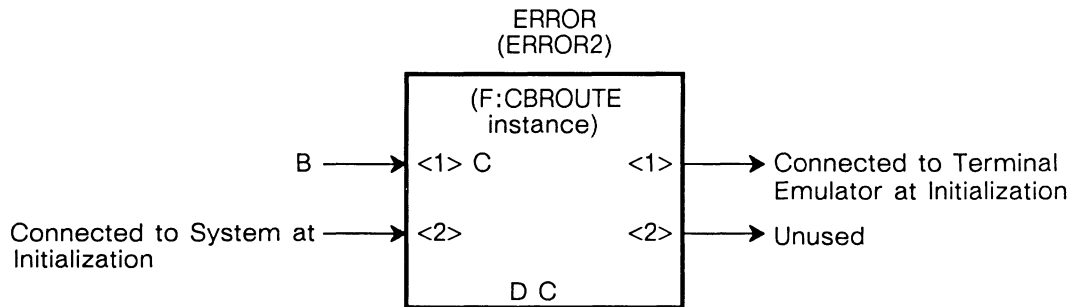 ERROR
(ERROR2)
(F:CBROUTE
instance)
B
<1> C
<1>
Connected to Terminal
Emulator at Initialization
Connected to System at
Initialization
<2>
<2>
Unused
D C